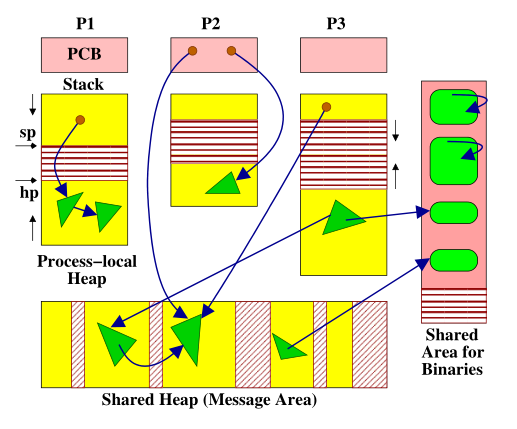 P1
P2
P3
PCB
Stack
sp
hp
Process-local
Heap
Shared
Area for
Binaries
Shared Heap (Message Area)